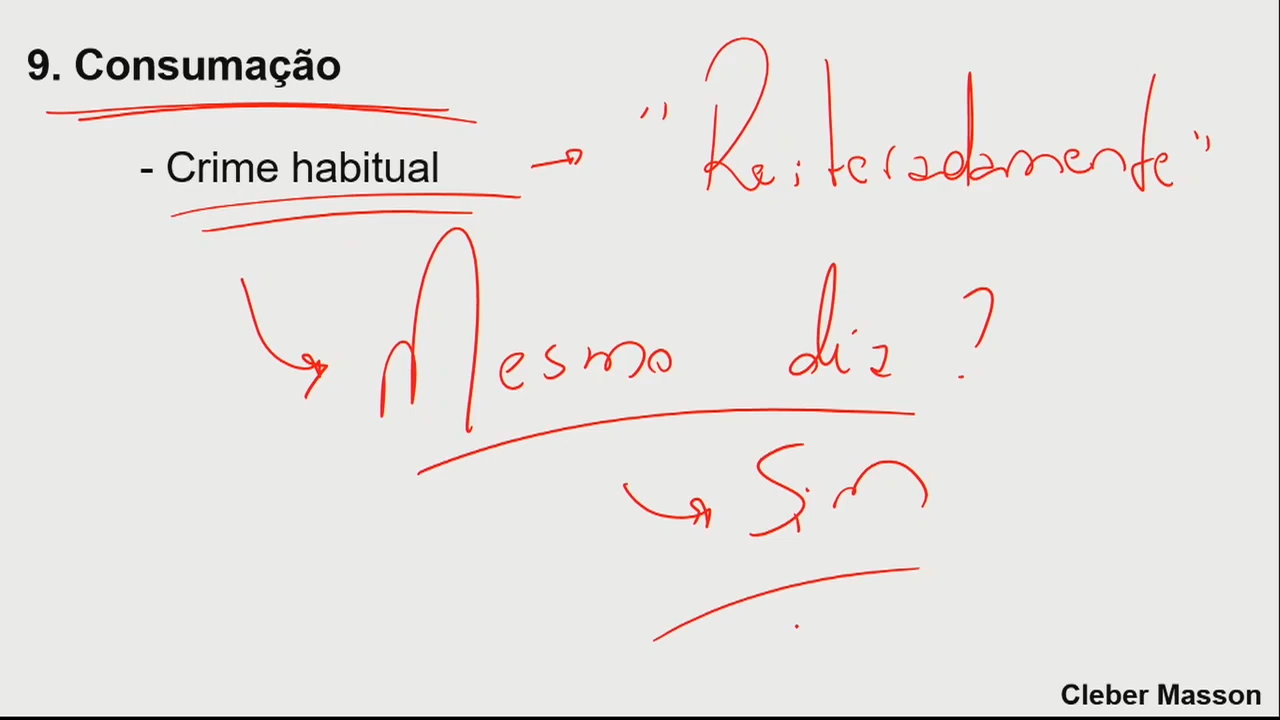 9. Consumação
- Crime habitual → "Reiteradamente"
Mesmo dia?
Sim
Cleber Masson